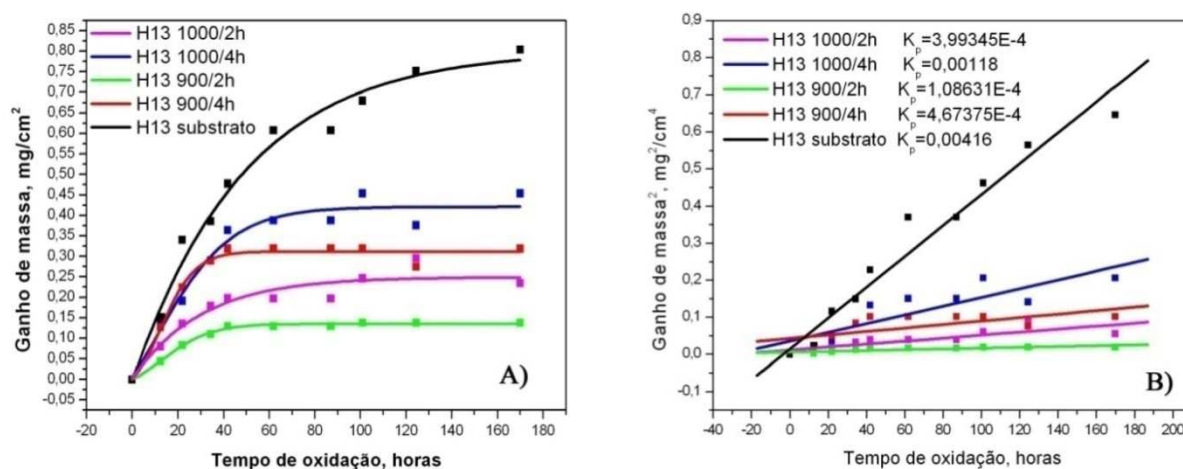 0,85
0,80
0,75
0,70
0,65
0,60
0,55
0,50
0,45
0,40
0,35
0,30
0,25
0,20
0,15
0,10
0,05
0,00
-0,05
Ganho de massa, mg/cm²
H13 1000/2h
H13 1000/4h
H13 900/2h
H13 900/4h
H13 substrato
A)
-20 0 20 40 60 80 100 120 140 160 180
Tempo de oxidação, horas
0,9
0,8
0,7
0,6
0,5
0,4
0,3
0,2
0,1
0,0
-0,1
Ganho de massa², mg²/cm⁴
H13 1000/2h Kp=3,99345E-4
H13 1000/4h Kp=0,00118
H13 900/2h Kp=1,08631E-4
H13 900/4h Kp=4,67375E-4
H13 substrato Kp=0,00416
B)
-40 -20 0 20 40 60 80 100 120 140 160 180 200
Tempo de oxidação, horas